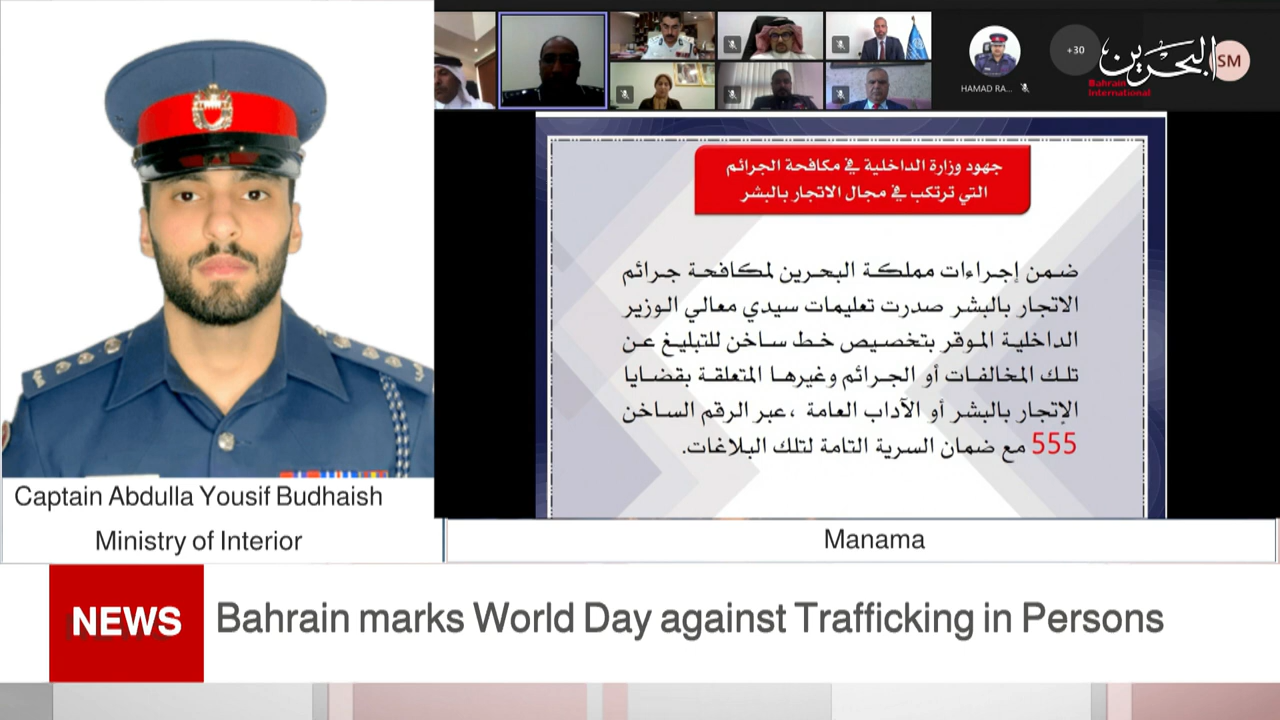 +30
البحرين
Bahrain
International
SM
HAMAD RA...
جهود وزارة الداخلية في مكافحة الجرائم
التي ترتكب في مجال الاتجار بالبشر
ضمن إجراءات مملكة البحرين لمكافحة جرائم
الاتجار بالبشر صدرت تعليمات سيدي معالي الوزير
الداخلية الموقر بتخصيص خط ساخن للتبليغ عن
تلك المخالفات أو الجرائم وغيرها المتعلقة بقضايا
الإتجار بالبشر أو الآداب العامة ، عبر الرقم الساخن
555 مع ضمان السرية التامة لتلك البلاغات.
Captain Abdulla Yousif Budhaish
Ministry of Interior
Manama
NEWS
Bahrain marks World Day against Trafficking in Persons